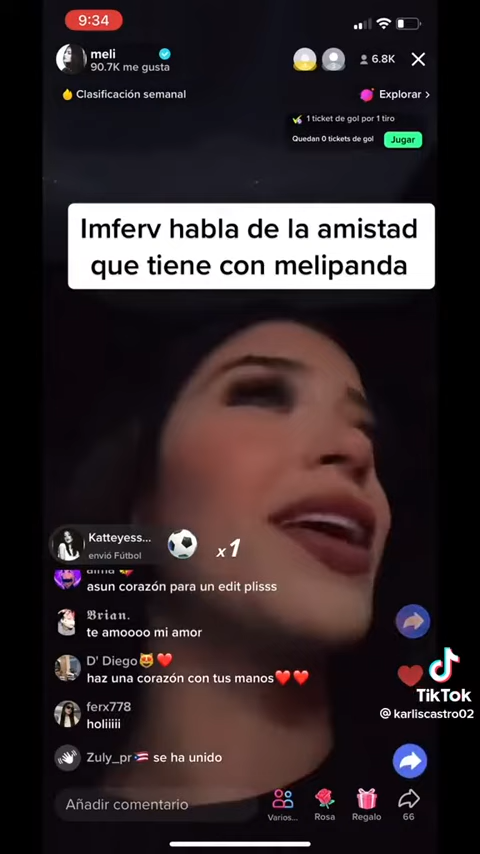 9:34
meli
90.7K me gusta
6.8K
Clasificación semanal
Explorar >
1 ticket de gol por 1 tiro
Quedan 0 tickets de gol
Jugar
Imferv habla de la amistad
que tiene con melipanda
Katteyess...
envió Fútbol
x1
asun corazón para un edit plisss
𝕭𝖗𝖎𝖆𝖓.
te amoooo mi amor
D' Diego😻❤️
haz una corazón con tus manos❤️❤️
ferx778
holiiiii
Zuly_pr🇵🇷 se ha unido
TikTok
@karliscastro02
Añadir comentario
Varios...
Rosa
Regalo
66